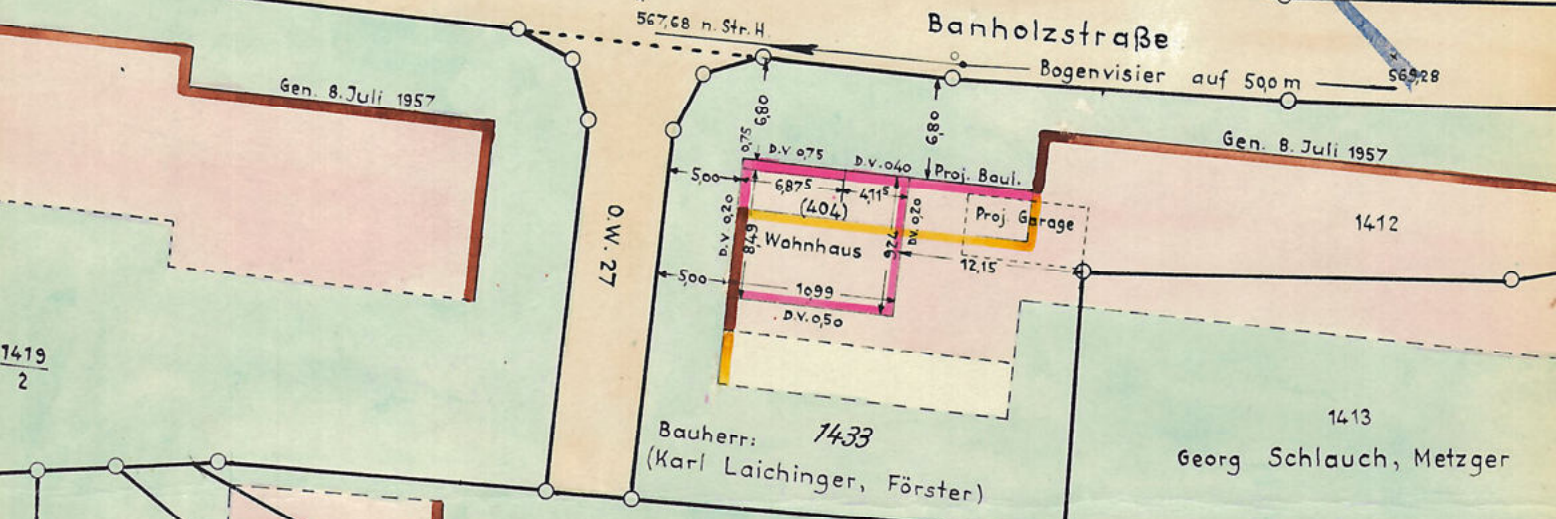 567,68 n. Str. H.
Banholzstraße
Bogenvisier auf 50,0 m
569,28
Gen. 8. Juli 1957
Gen. 8. Juli 1957
6,80
6,80
0,75
D.V 0,75
D.V. 0,40
Proj. Baul.
5,00
6,87⁵
4,11⁵
(404)
D.V. 0,20
D.V. 0,20
Proj Garage
1412
O.W. 27
8,49
Wohnhaus
9,24
12,15
5,00
10,99
D.V. 0,50
1419
2
1433
1413
Bauherr:
(Karl Laichinger, Förster)
Georg Schlauch, Metzger